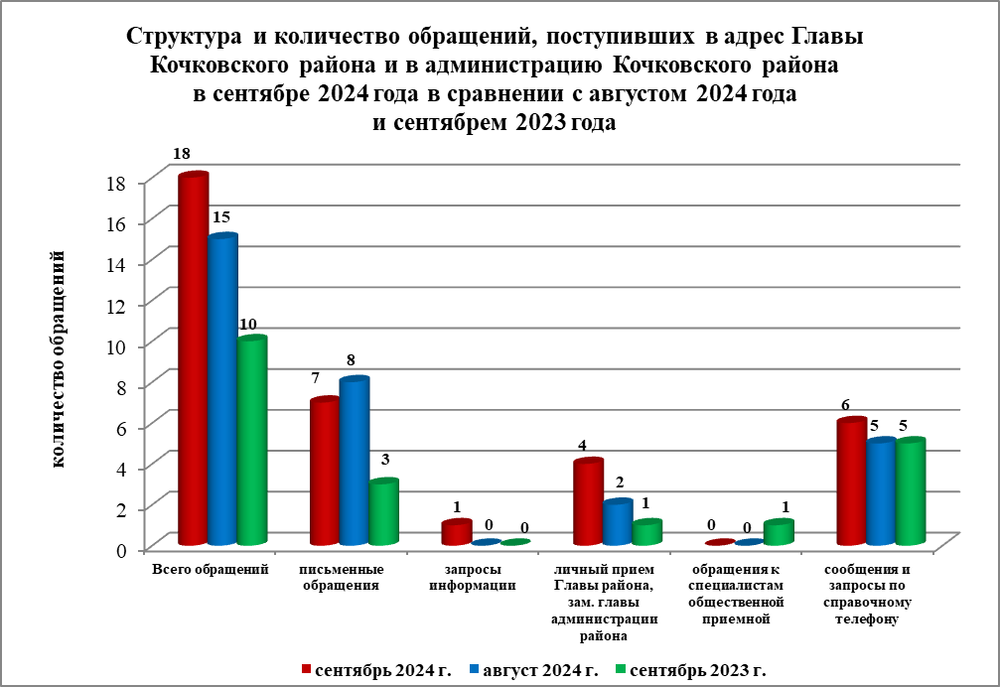 Структура и количество обращений, поступивших в адрес Главы
Кочковского района и в администрацию Кочковского района
в сентябре 2024 года в сравнении с августом 2024 года
и сентябрем 2023 года
количество обращений
18
16
14
12
10
8
6
4
2
0
18
15
10
7
8
3
1
0
0
4
2
1
0
0
1
6
5
5
Всего обращений
письменные
обращения
запросы
информации
личный прием
Главы района,
зам. главы
администрации
района
обращения к
специалистам
общественной
приемной
сообщения и
запросы по
справочному
телефону
сентябрь 2024 г.
август 2024 г.
сентябрь 2023 г.